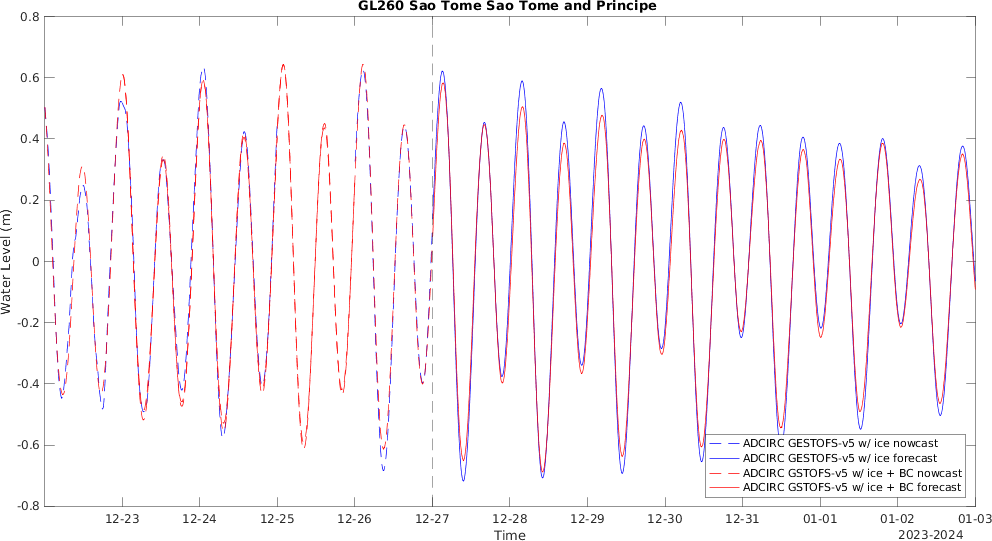 GL260 Sao Tome Sao Tome and Principe
0.8
0.6
0.4
0.2
0
-0.2
-0.4
-0.6
-0.8
Water Level (m)
ADCIRC GESTOFS-v5 w/ ice nowcast
ADCIRC GESTOFS-v5 w/ ice forecast
ADCIRC GSTOFS-v5 w/ ice + BC nowcast
ADCIRC GSTOFS-v5 w/ ice + BC forecast
12-23 12-24 12-25 12-26 12-27 12-28 12-29 12-30 12-31 01-01 01-02 01-03
Time
2023-2024